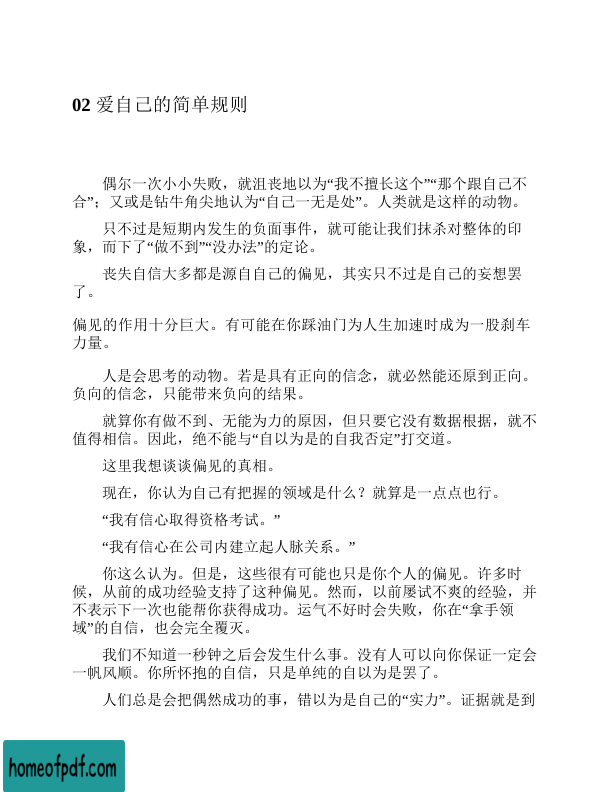 02 爱自己的简单规则
偶尔一次小小失败，就沮丧地以为“我不擅长这个”“那个跟自己不
合”；又或是钻牛角尖地认为“自己一无是处”。人类就是这样的动物。
只不过是短期内发生的负面事件，就可能让我们抹杀对整体的印
象，而下了“做不到”“没办法”的定论。
丧失自信大多都是源自自己的偏见，其实只不过是自己的妄想罢
了。
偏见的作用十分巨大。有可能在你踩油门为人生加速时成为一股刹车
力量。
人是会思考的动物。若是具有正向的信念，就必然能还原到正向。
负向的信念，只能带来负向的结果。
就算你有做不到、无能为力的原因，但只要它没有数据根据，就不
值得相信。因此，绝不能与“自以为是的自我否定”打交道。
这里我想谈谈偏见的真相。
现在，你认为自己有把握的领域是什么？就算是一点点也行。
“我有信心取得资格考试。”
“我有信心在公司内建立起人脉关系。”
你这么认为。但是，这些很有可能也只是你个人的偏见。许多时
候，从前的成功经验支持了这种偏见。然而，以前屡试不爽的经验，并
不表示下一次也能帮你获得成功。运气不好时会失败，你在“拿手领
域”的自信，也会完全覆灭。
我们不知道一秒钟之后会发生什么事。没有人可以向你保证一定会
一帆风顺。你所怀抱的自信，只是单纯的自以为是罢了。
人们总是会把偶然成功的事，错以为是自己的“实力”。证据就是到
homeofpdf.com